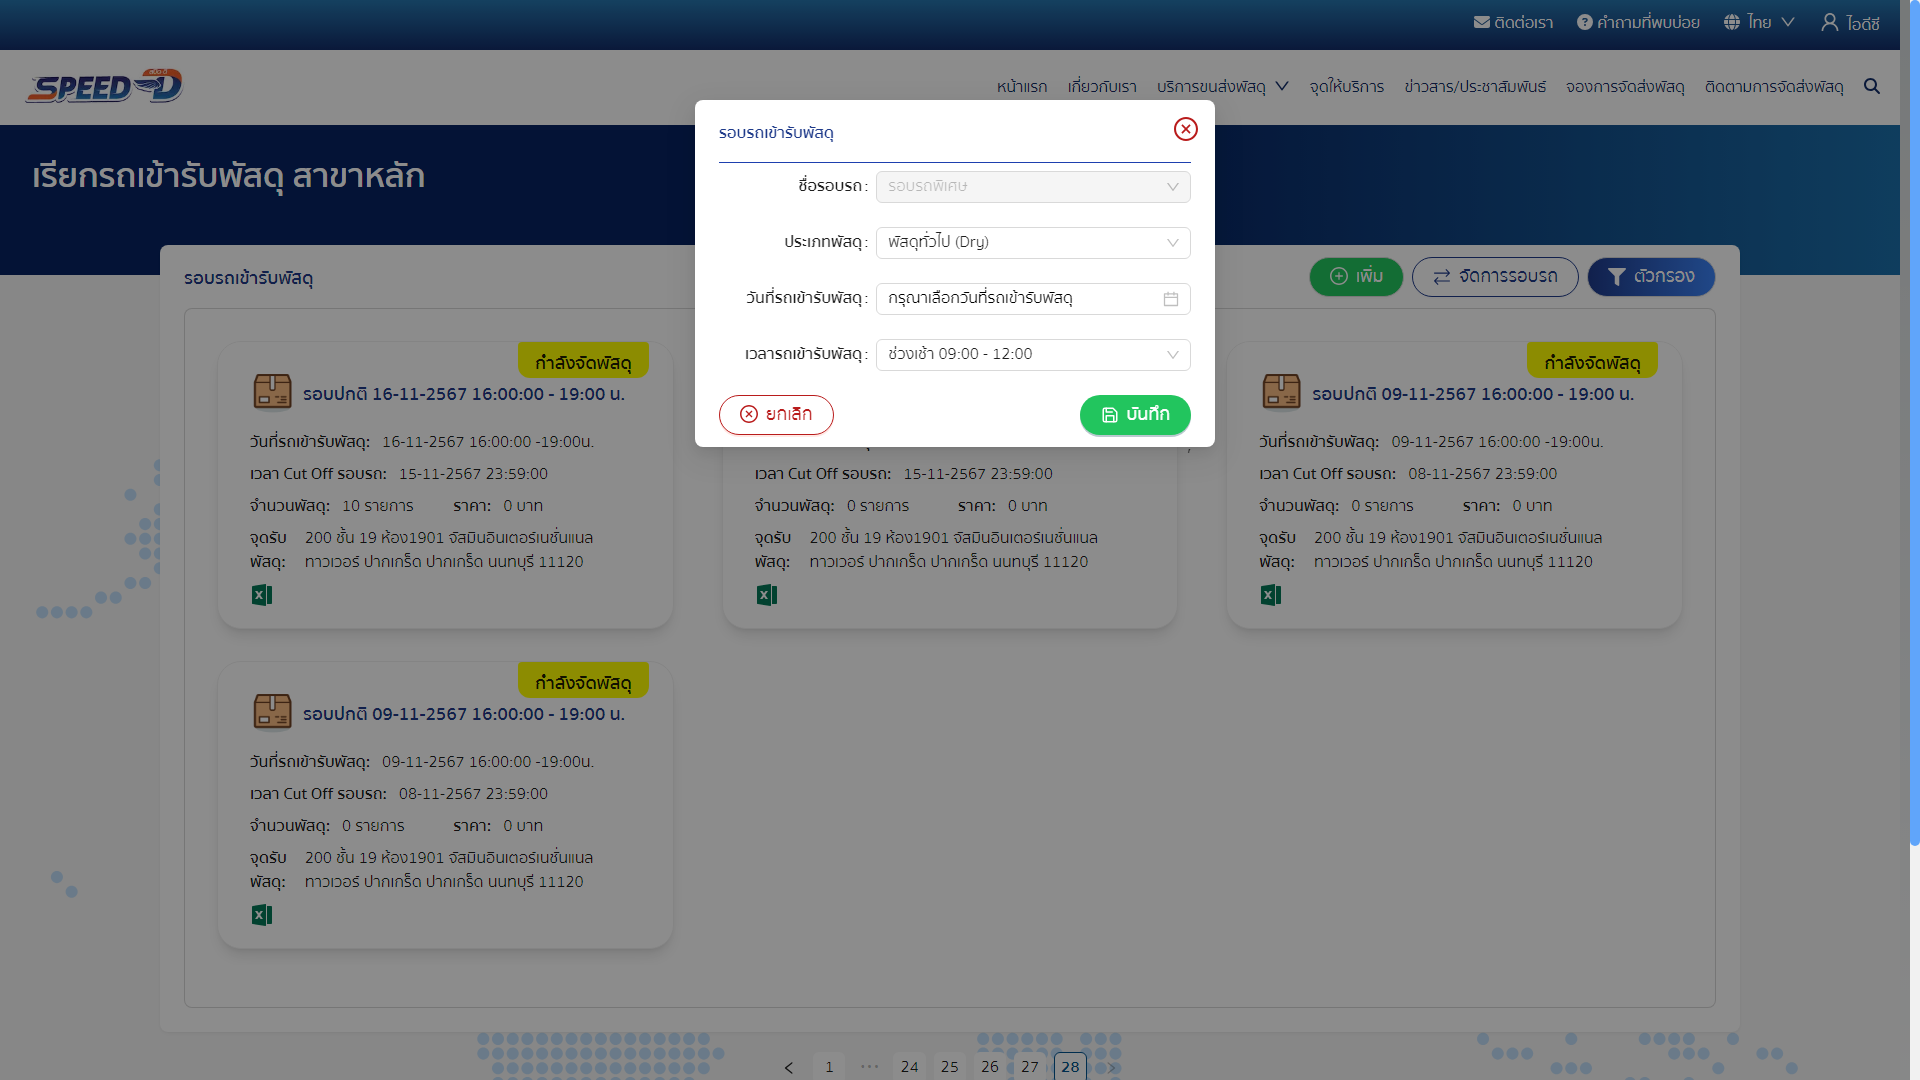 ติดต่อเรา คำถามที่พบบ่อย ไทย ไอดีซี
SPEED-D
หน้าแรก เกี่ยวกับเรา บริการขนส่งพัสดุ จุดให้บริการ ข่าวสาร/ประชาสัมพันธ์ จองการจัดส่งพัสดุ ติดตามการจัดส่งพัสดุ
เรียกรถเข้ารับพัสดุ สาขาหลัก
รอบรถเข้ารับพัสดุ
ชื่อรอบรถ : รอบรถพิเศษ
ประเภทพัสดุ : พัสดุทั่วไป (Dry)
วันที่รถเข้ารับพัสดุ : กรุณาเลือกวันที่รถเข้ารับพัสดุ
เวลารถเข้ารับพัสดุ : ช่วงเช้า 09:00 - 12:00
ยกเลิก บันทึก
รอบรถเข้ารับพัสดุ
เพิ่ม จัดการรอบรถ ตัวกรอง
กำลังจัดพัสดุ
รอบปกติ 16-11-2567 16:00:00 - 19:00 น.
วันที่รถเข้ารับพัสดุ: 16-11-2567 16:00:00 -19:00น.
เวลา Cut Off รอบรถ: 15-11-2567 23:59:00
จำนวนพัสดุ: 10 รายการ ราคา: 0 บาท
จุดรับ 200 ชั้น 19 ห้อง1901 จัสมินอินเตอร์เนชั่นแนล
พัสดุ: ทาวเวอร์ ปากเกร็ด ปากเกร็ด นนทบุรี 11120
เวลา Cut Off รอบรถ: 15-11-2567 23:59:00
จำนวนพัสดุ: 0 รายการ ราคา: 0 บาท
จุดรับ 200 ชั้น 19 ห้อง1901 จัสมินอินเตอร์เนชั่นแนล
พัสดุ: ทาวเวอร์ ปากเกร็ด ปากเกร็ด นนทบุรี 11120
กำลังจัดพัสดุ
รอบปกติ 09-11-2567 16:00:00 - 19:00 น.
วันที่รถเข้ารับพัสดุ: 09-11-2567 16:00:00 -19:00น.
เวลา Cut Off รอบรถ: 08-11-2567 23:59:00
จำนวนพัสดุ: 0 รายการ ราคา: 0 บาท
จุดรับ 200 ชั้น 19 ห้อง1901 จัสมินอินเตอร์เนชั่นแนล
พัสดุ: ทาวเวอร์ ปากเกร็ด ปากเกร็ด นนทบุรี 11120
กำลังจัดพัสดุ
รอบปกติ 09-11-2567 16:00:00 - 19:00 น.
วันที่รถเข้ารับพัสดุ: 09-11-2567 16:00:00 -19:00น.
เวลา Cut Off รอบรถ: 08-11-2567 23:59:00
จำนวนพัสดุ: 0 รายการ ราคา: 0 บาท
จุดรับ 200 ชั้น 19 ห้อง1901 จัสมินอินเตอร์เนชั่นแนล
พัสดุ: ทาวเวอร์ ปากเกร็ด ปากเกร็ด นนทบุรี 11120
1 ••• 24 25 26 27 28